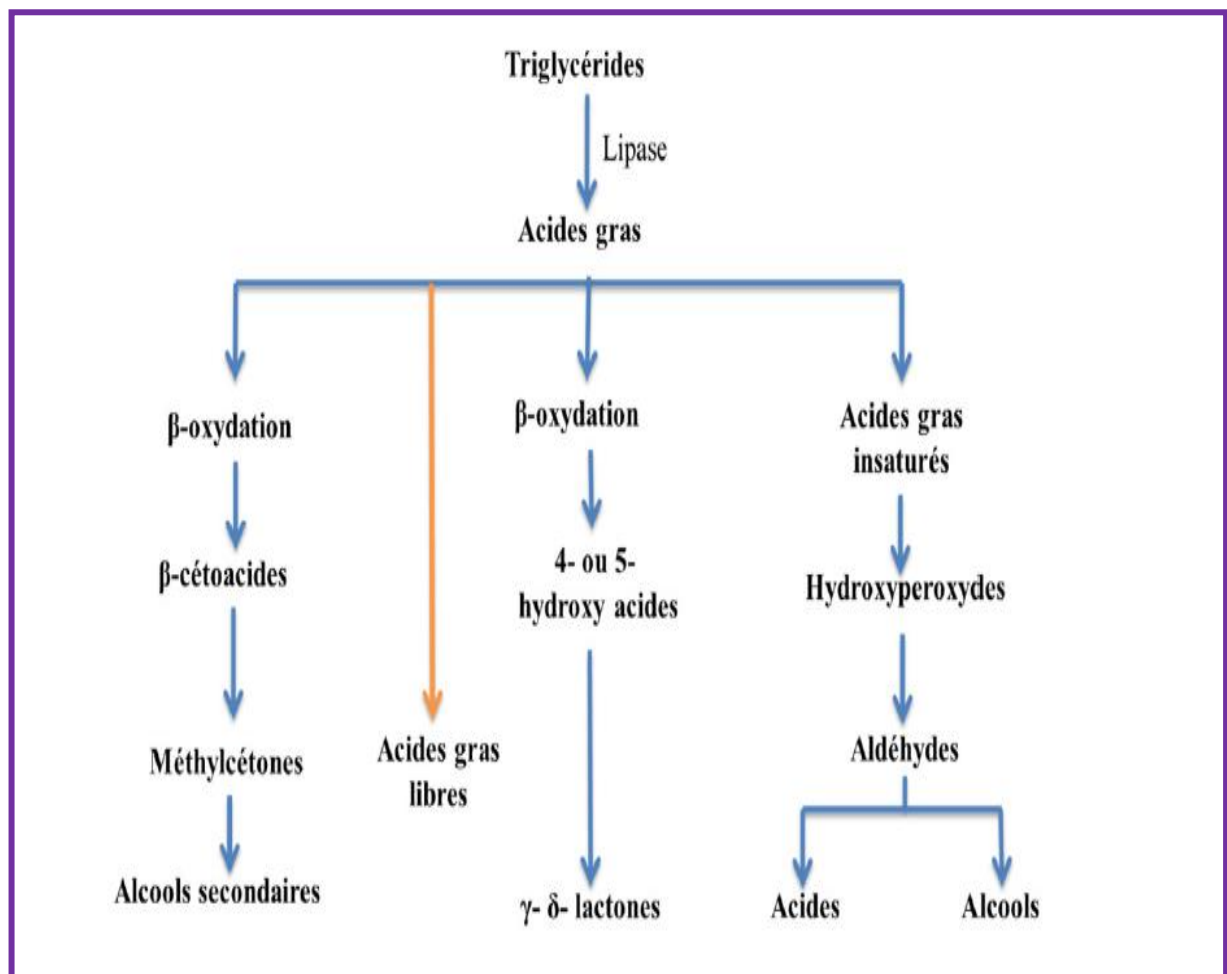 Triglycérides
Lipase
Acides gras
β-oxydation
β-cétoacides
Méthylcétones
Alcools secondaires
Acides gras
libres
β-oxydation
4- ou 5-
hydroxy acides
γ- δ- lactones
Acides gras
insaturés
Hydroxyperoxydes
Aldéhydes
Acides
Alcools